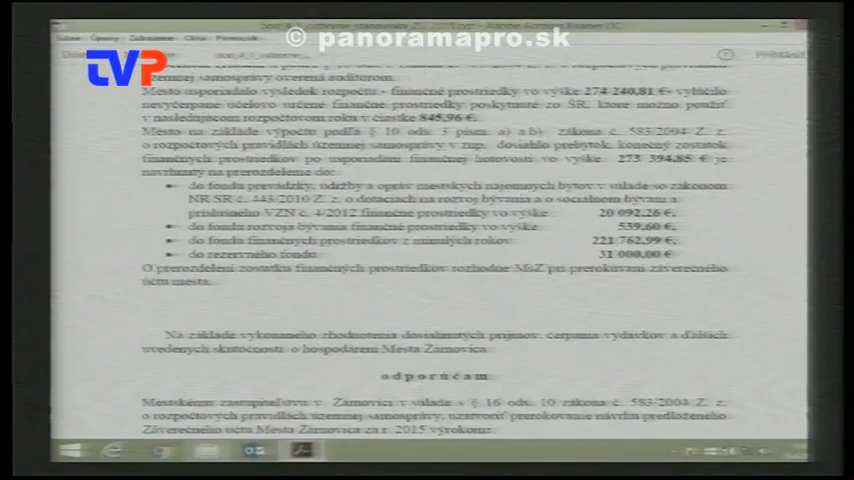 © panoramapro.sk
TVP
územnej samosprávy overená audítorom.
Mesto usporiadalo výsledok rozpočtu - finančné prostriedky vo výške 274 240,81 €- vylúčilo
nevyčerpané účelovo určené finančné prostriedky poskytnuté zo ŠR, ktoré možno použiť
v nasledujúcom rozpočtovom roku v čiastke 845,96 €.
Mesto na základe výpočtu podľa § 10 ods. 3 písm. a) a b) zákona č. 583/2004 Z. z.
o rozpočtových pravidlách územnej samosprávy v znp. dosiahlo prebytok, konečný zostatok
finančných prostriedkov po usporiadaní finančnej hotovosti vo výške 273 394,85 € je
navrhnutý na prerozdelenie do:
• do fondu prevádzky, údržby a opráv mestských nájomných bytov v súlade so zákonom
NR SR č. 443/2010 Z. z. o dotáciách na rozvoj bývania a o sociálnom bývaní a
príslušného VZN č. 4/2012 finančné prostriedky vo výške 20 092,26 €,
• do fondu rozvoja bývania finančné prostriedky vo výške 539,60 €,
• do fondu finančných prostriedkov z minulých rokov 221 762,99 €,
• do rezervného fondu 31 000,00 €
O prerozdelení zostatku finančných prostriedkov rozhodne MsZ pri prerokúvaní záverečného
účtu mesta.
Na základe vykonaného zhodnotenia dosiahnutých príjmov, čerpania výdavkov a ďalších
uvedených skutočností o hospodárení Mesta Žarnovica
odporúčam
Mestskému zastupiteľstvu v Žarnovici v súlade s § 16 ods. 10 zákona č. 583/2004 Z. z.
o rozpočtových pravidlách územnej samosprávy, uzatvoriť prerokovanie návrhu predloženého
Záverečného účtu Mesta Žarnovica za r. 2015 výrokom: